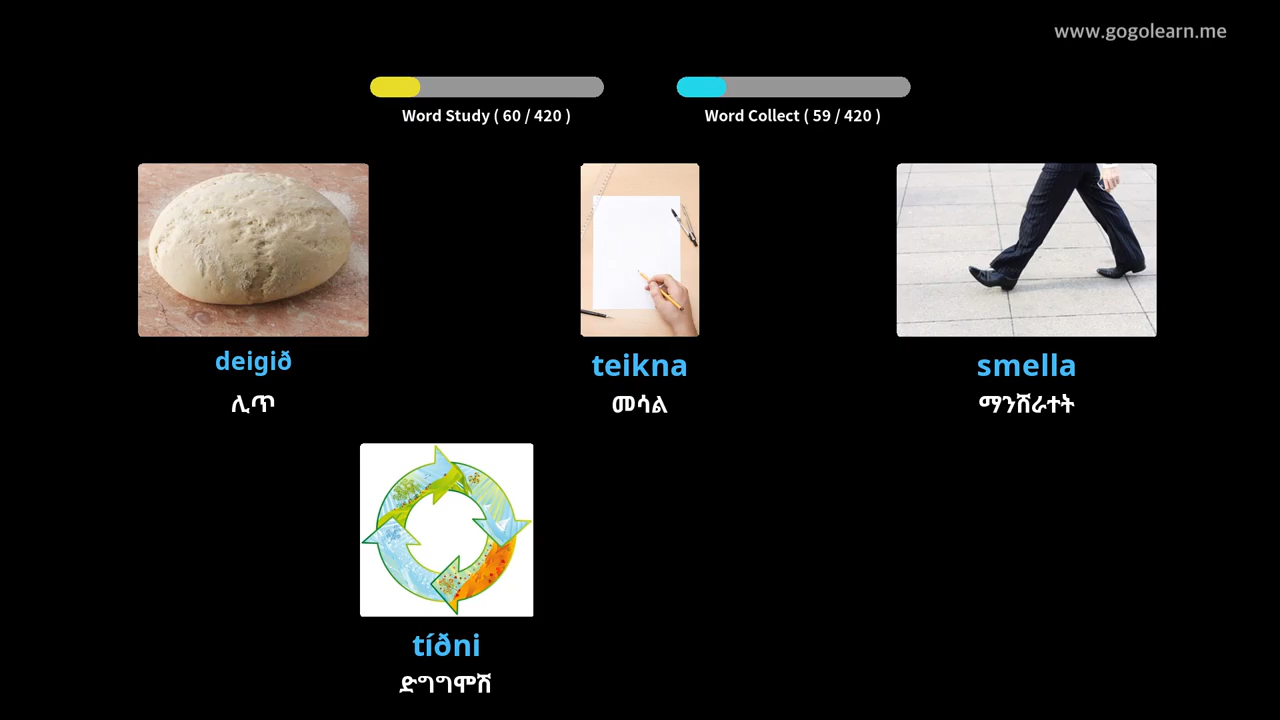 www.gogolearn.me
Word Study ( 60 / 420 )
Word Collect ( 59 / 420 )
deigið
teikna
smella
ሊጥ
መሳል
ማንሸራተት
tíðni
ድግግሞሽ